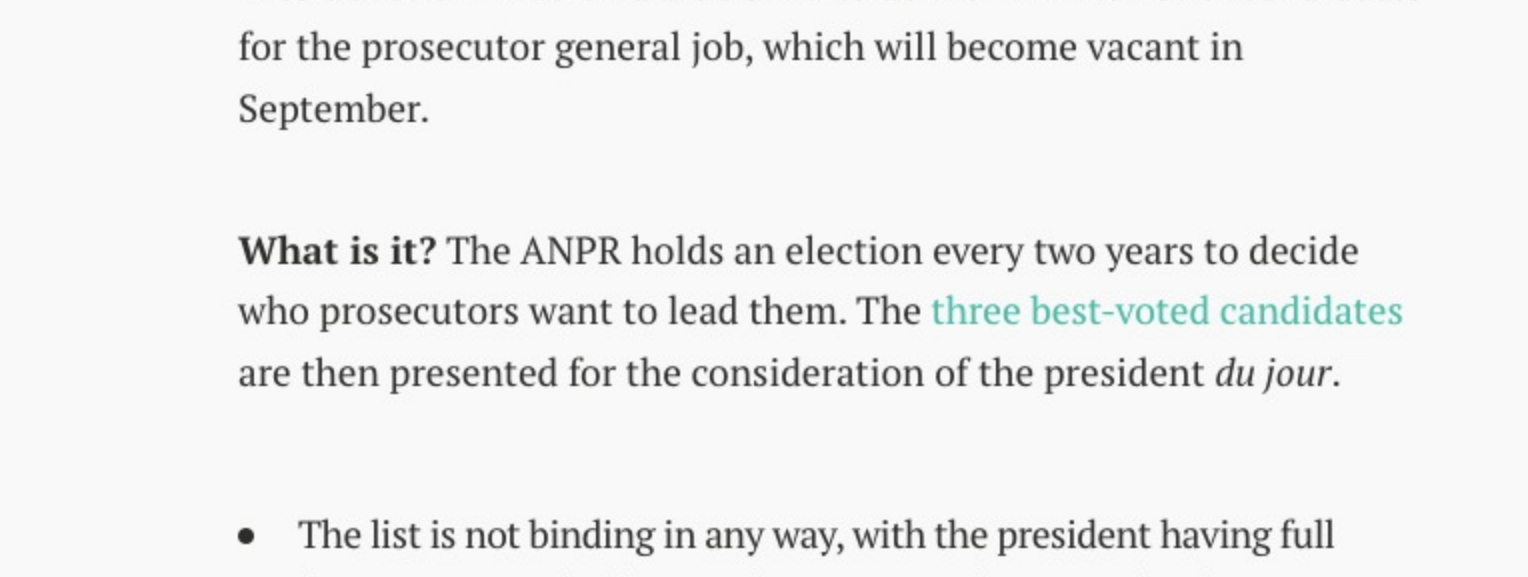 for the prosecutor general job, which will become vacant in
September.
What is it? The ANPR holds an election every two years to decide
who prosecutors want to lead them. The three best-voted candidates
are then presented for the consideration of the president du jour.
• The list is not binding in any way, with the president having full